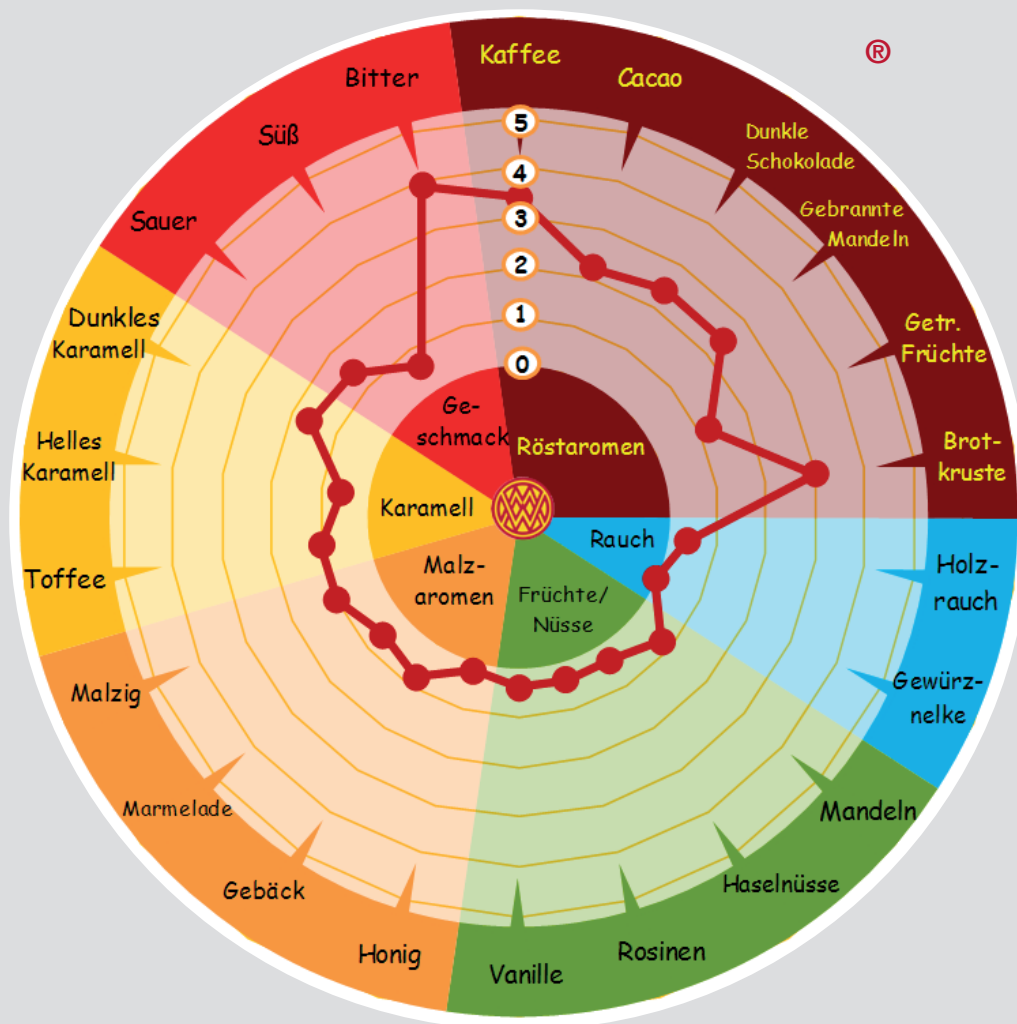 ®
Kaffee
Cacao
Dunkle
Schokolade
Gebrannte
Mandeln
Getr.
Früchte
Brot-
kruste
Holz-
rauch
Gewürz-
nelke
Mandeln
Haselnüsse
Rosinen
Vanille
Honig
Gebäck
Marmelade
Malzig
Toffee
Helles
Karamell
Dunkles
Karamell
Sauer
Süß
Bitter
5
4
3
2
1
0
Ge-
schmack
Röstaromen
Karamell
Rauch
Malz-
aromen
Früchte/
Nüsse